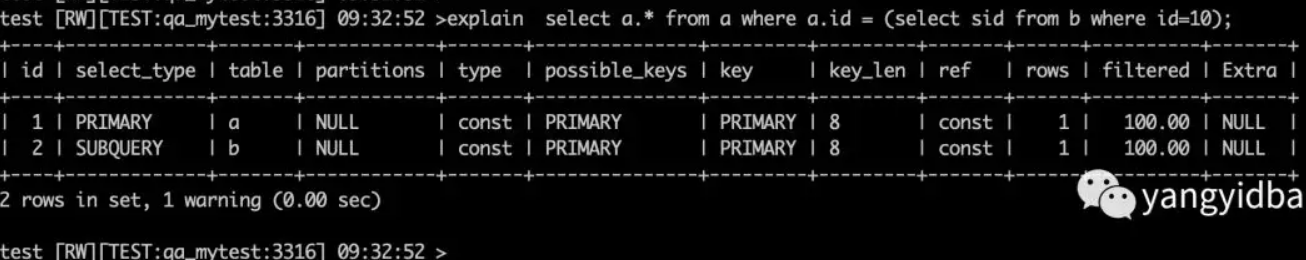 test [RW][TEST:qa_mytest:3316] 09:32:52 >explain  select a.* from a where a.id = (select sid from b where id=10);
+----+-------------+-------+------------+-------+---------------+---------+---------+-------+------+----------+-------+
| id | select_type | table | partitions | type  | possible_keys | key     | key_len | ref   | rows | filtered | Extra |
+----+-------------+-------+------------+-------+---------------+---------+---------+-------+------+----------+-------+
|  1 | PRIMARY     | a     | NULL       | const | PRIMARY       | PRIMARY | 8       | const |    1 |   100.00 | NULL  |
|  2 | SUBQUERY    | b     | NULL       | const | PRIMARY       | PRIMARY | 8       | const |    1 |   100.00 | NULL  |
+----+-------------+-------+------------+-------+---------------+---------+---------+-------+------+----------+-------+
2 rows in set, 1 warning (0.00 sec)
yangyidba
test [RW][TEST:qa_mytest:3316] 09:32:52 >